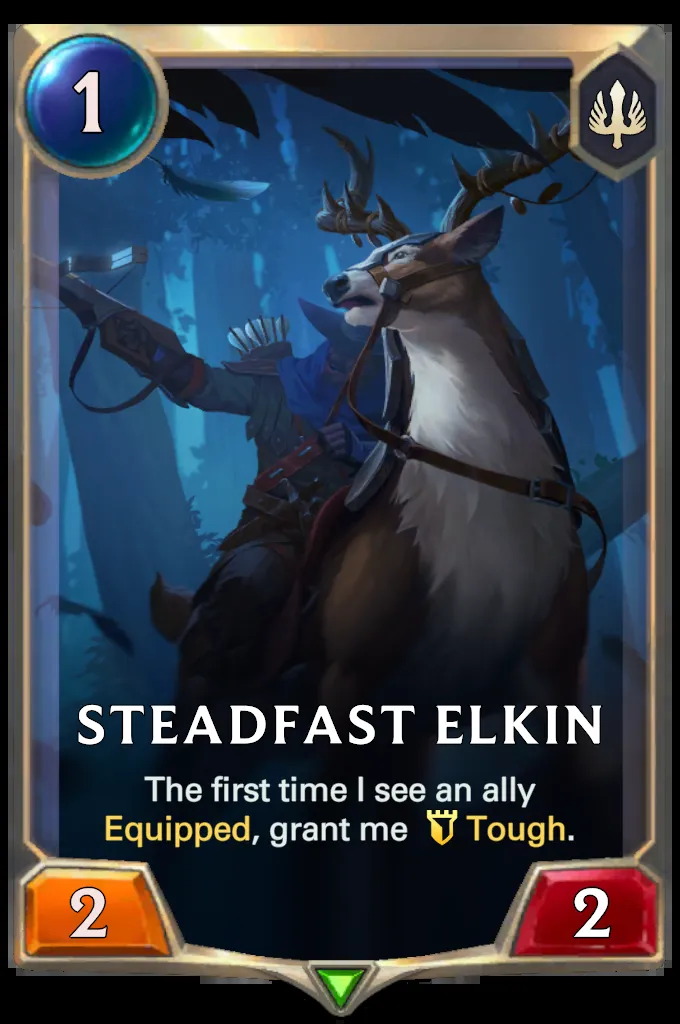 1
STEADFAST ELKIN
The first time I see an ally
Equipped, grant me Tough.
2 2